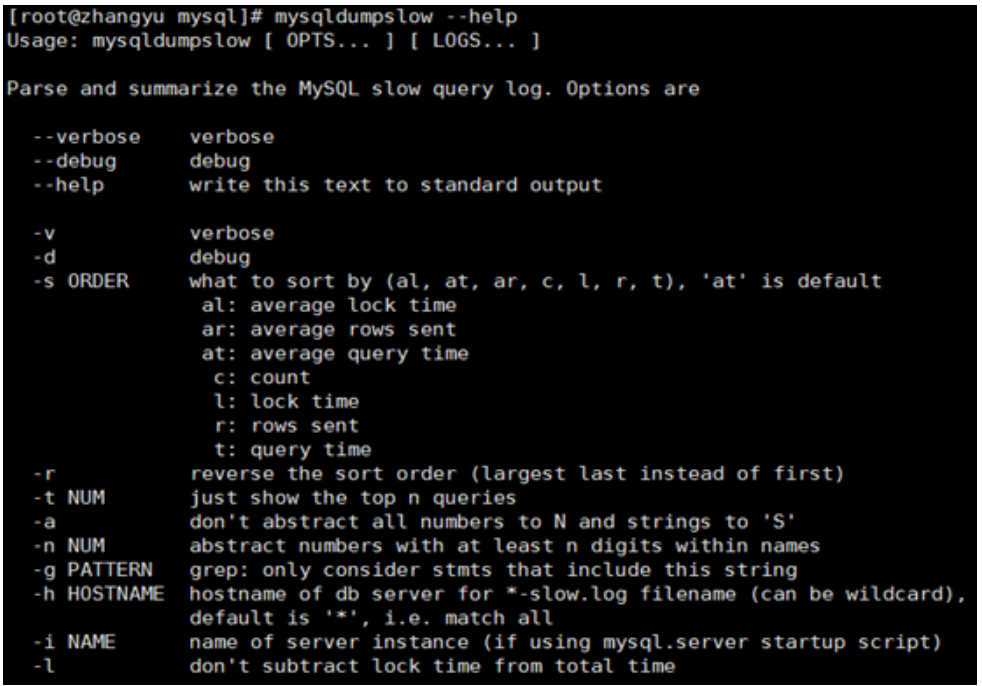 [root@zhangyu mysql]# mysqldumpslow --help
Usage: mysqldumpslow [ OPTS... ] [ LOGS... ]

Parse and summarize the MySQL slow query log. Options are

  --verbose    verbose
  --debug      debug
  --help       write this text to standard output

  -v           verbose
  -d           debug
  -s ORDER     what to sort by (al, at, ar, c, l, r, t), 'at' is default
                al: average lock time
                ar: average rows sent
                at: average query time
                 c: count
                 l: lock time
                 r: rows sent
                 t: query time
  -r           reverse the sort order (largest last instead of first)
  -t NUM       just show the top n queries
  -a           don't abstract all numbers to N and strings to 'S'
  -n NUM       abstract numbers with at least n digits within names
  -g PATTERN   grep: only consider stmts that include this string
  -h HOSTNAME  hostname of db server for *-slow.log filename (can be wildcard),
               default is '*', i.e. match all
  -i NAME      name of server instance (if using mysql.server startup script)
  -l           don't subtract lock time from total time